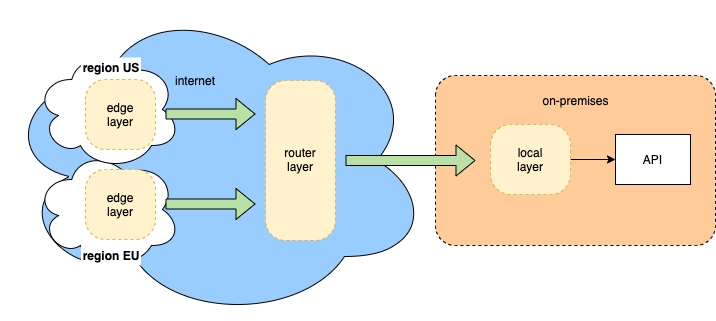 region US
internet
edge
layer
on-premises
router
layer
local
layer
API
edge
layer
region EU